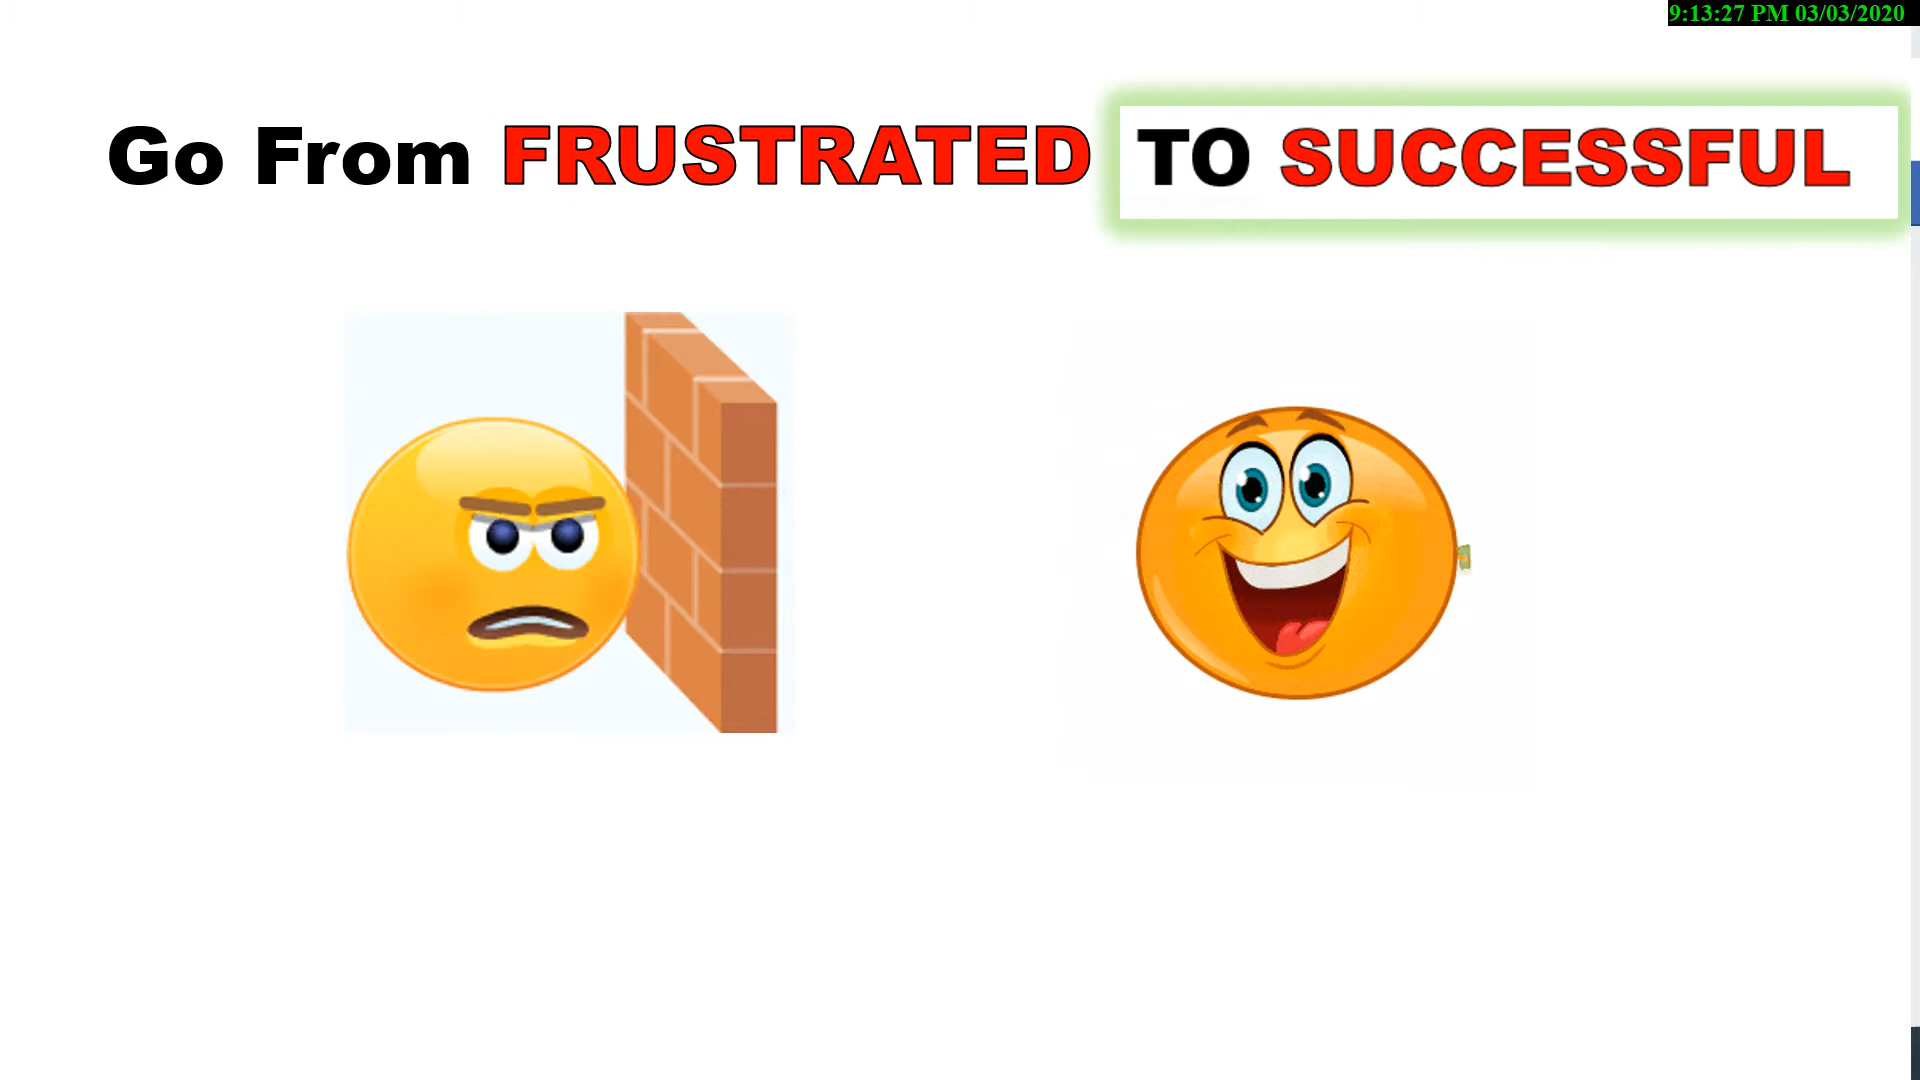 9:13:27 PM 03/03/2020
Go From FRUSTRATED TO SUCCESSFUL